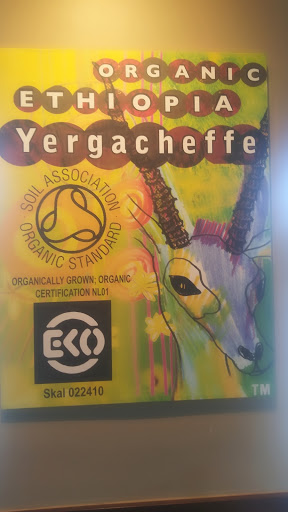 ORGANIC
ETHIOPIA
Yergacheffe
SOIL ASSOCIATION
ORGANIC STANDARD
ORGANICALLY GROWN; ORGANIC
CERTIFICATION NL01
EKO
Skal 022410
TM